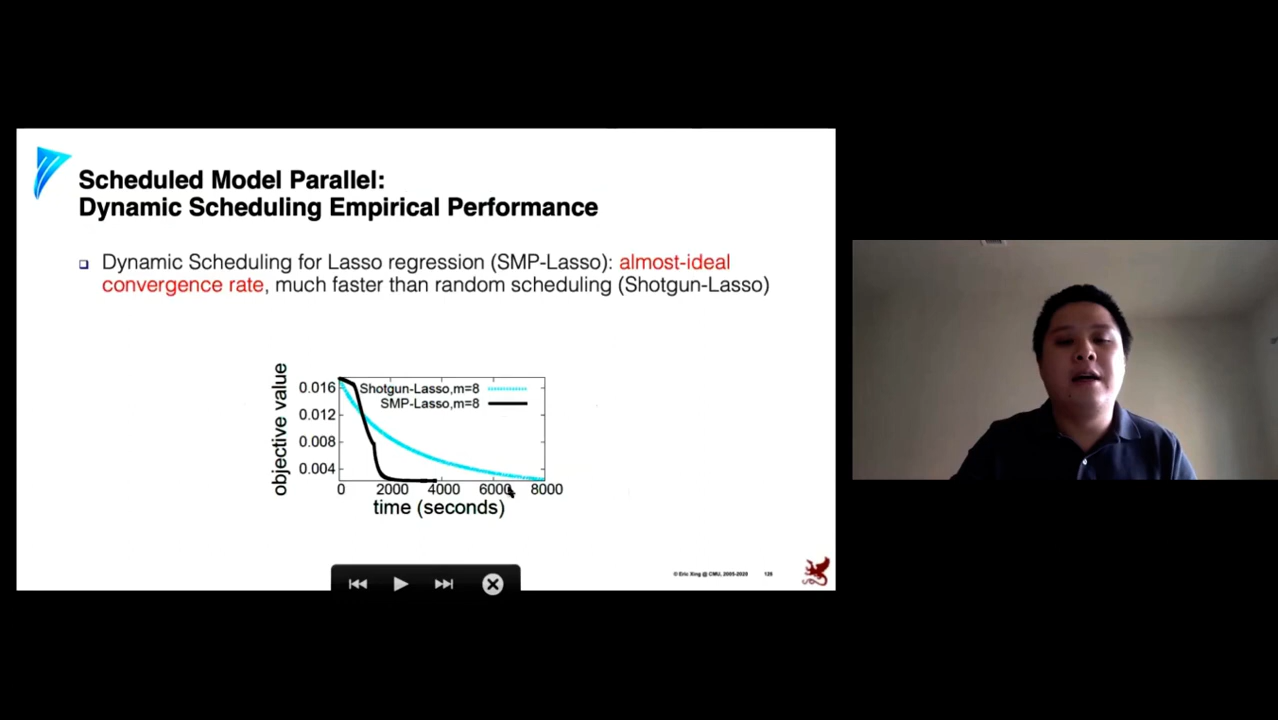 Scheduled Model Parallel:
Dynamic Scheduling Empirical Performance
Dynamic Scheduling for Lasso regression (SMP-Lasso): almost-ideal
convergence rate, much faster than random scheduling (Shotgun-Lasso)
objective value
0.016
0.012
0.008
0.004
Shotgun-Lasso,m=8
SMP-Lasso,m=8
0 2000 4000 6000 8000
time (seconds)
© Eric Xing @ CMU, 2005-2020 126